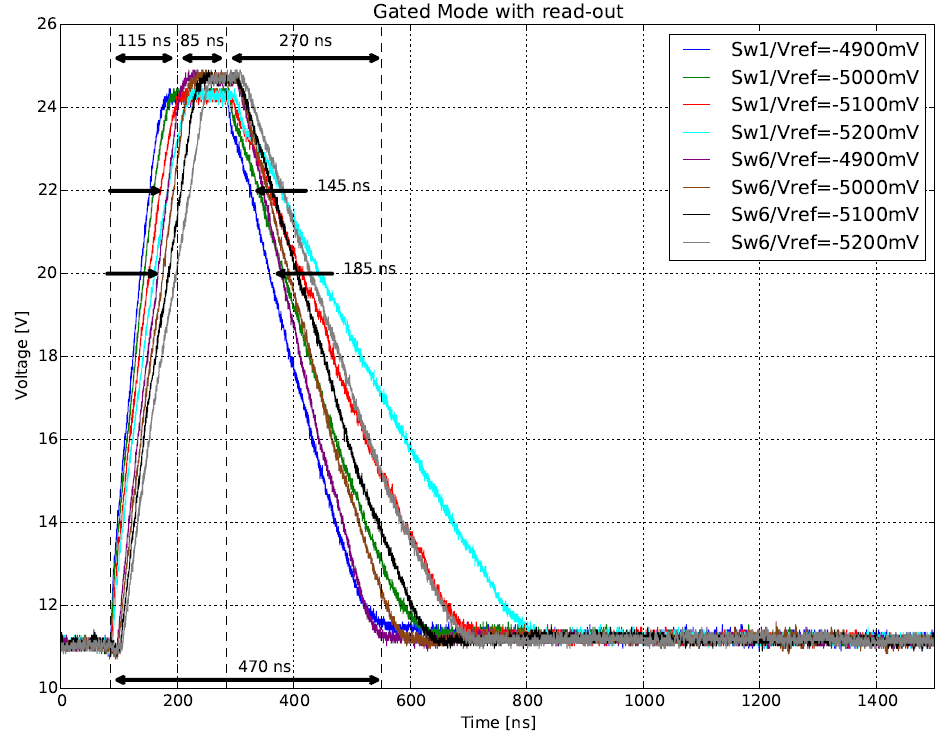 Gated Mode with read-out
26
24
22
20
18
16
14
12
10
Voltage [V]
115 ns
85 ns
270 ns
145 ns
185 ns
470 ns
Sw1/Vref=-4900mV
Sw1/Vref=-5000mV
Sw1/Vref=-5100mV
Sw1/Vref=-5200mV
Sw6/Vref=-4900mV
Sw6/Vref=-5000mV
Sw6/Vref=-5100mV
Sw6/Vref=-5200mV
0 200 400 600 800 1000 1200 1400
Time [ns]